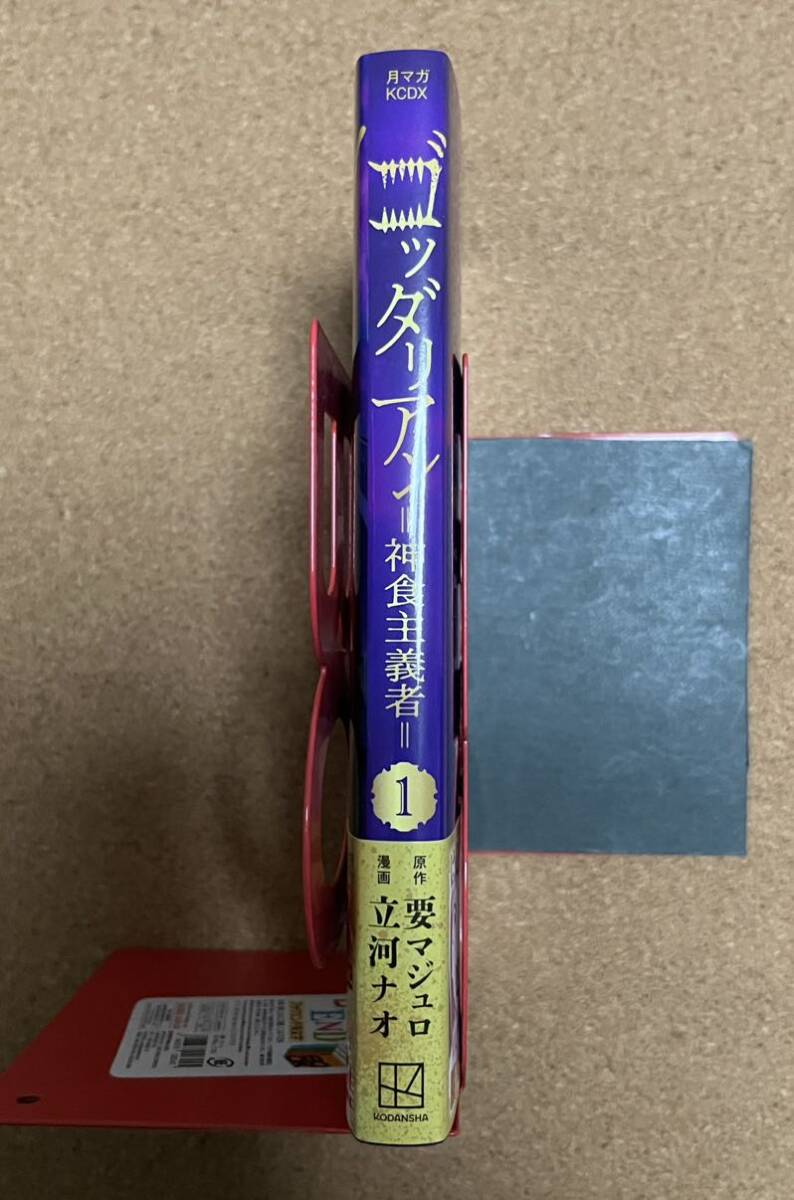 月マガ
KCDX
ゴッダリアン
=神食主義者=
1
原作
要マジュロ
漫画
立河ナオ
KODANSHA
END